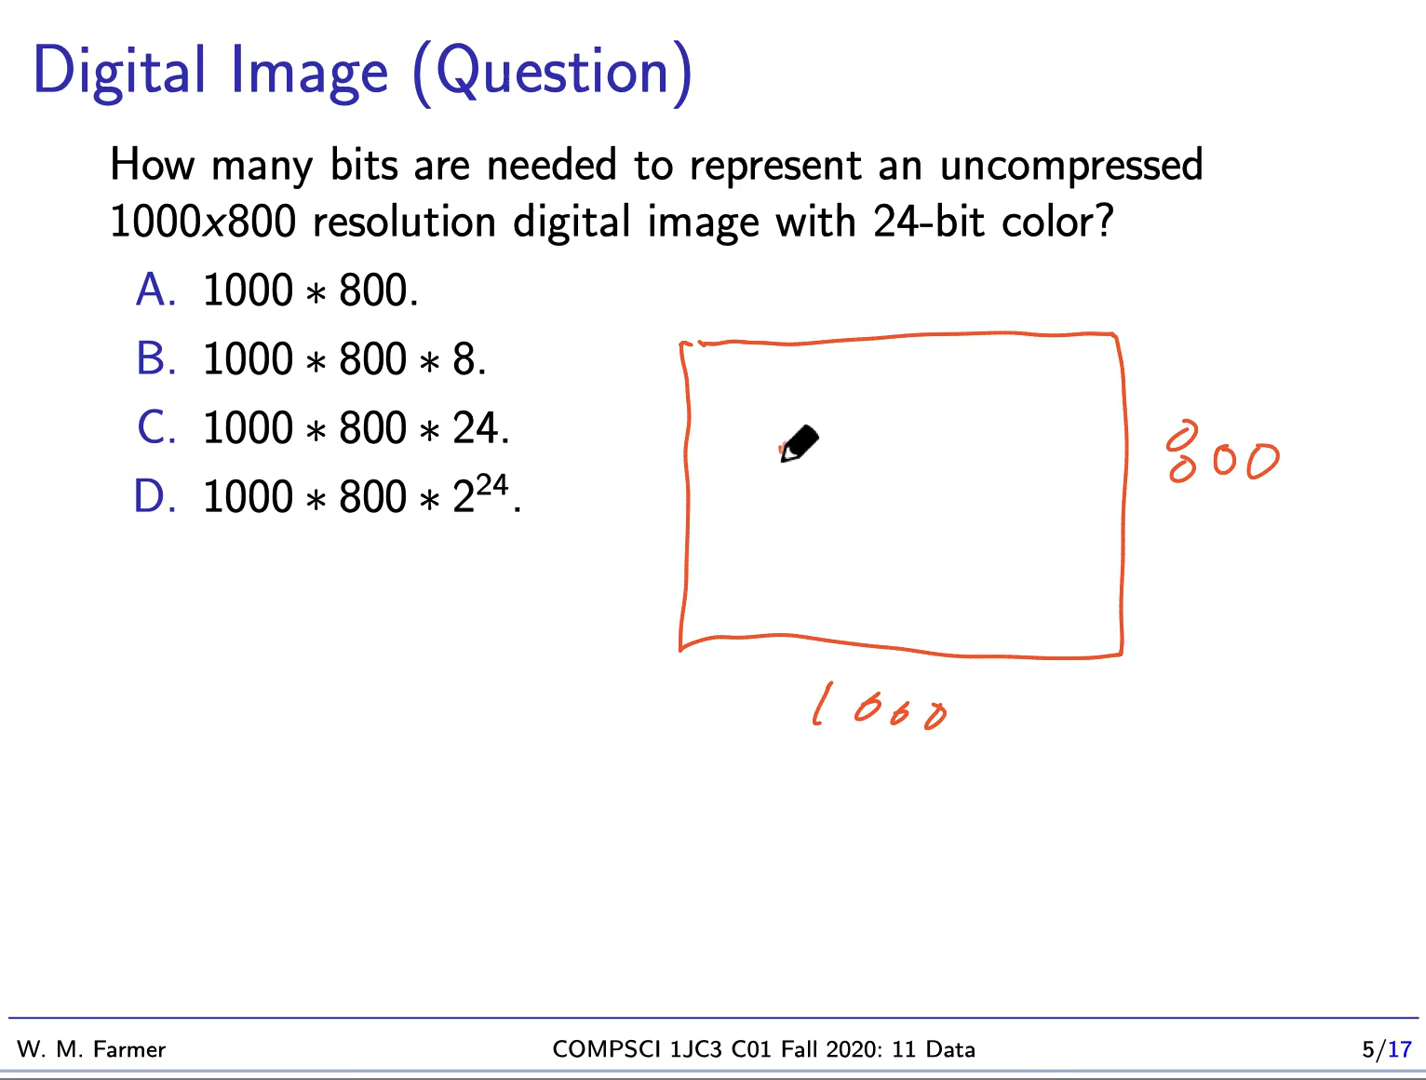 Digital Image (Question)
How many bits are needed to represent an uncompressed
1000x800 resolution digital image with 24-bit color?
A. 1000 ∗ 800.
B. 1000 ∗ 800 ∗ 8.
C. 1000 ∗ 800 ∗ 24.
D. 1000 ∗ 800 ∗ 2²⁴.
800
1000
W. M. Farmer COMPSCI 1JC3 C01 Fall 2020: 11 Data 5/17